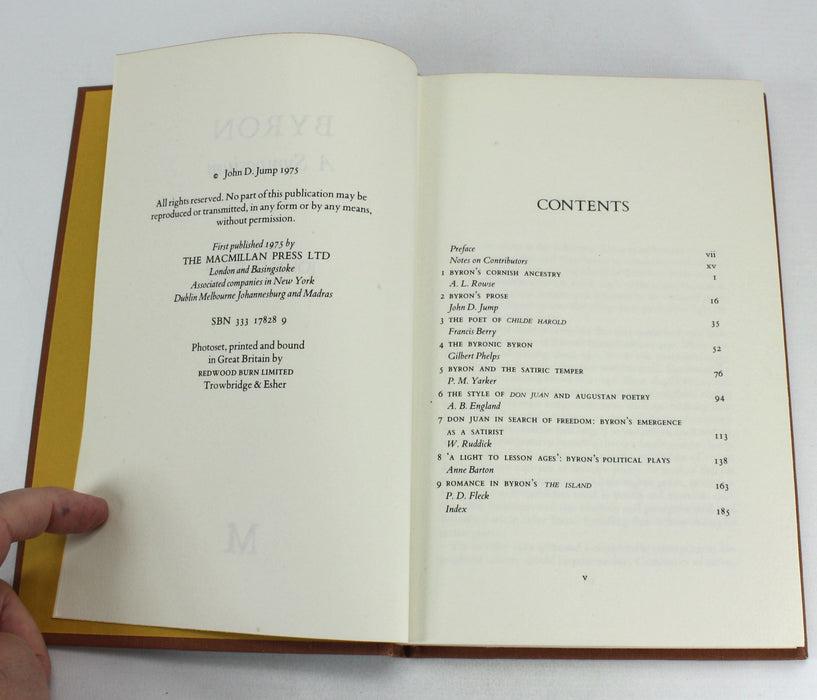 © John D. Jump 1975
All rights reserved. No part of this publication may be
reproduced or transmitted, in any form or by any means,
without permission.
First published 1975 by
THE MACMILLAN PRESS LTD
London and Basingstoke
Associated companies in New York
Dublin Melbourne Johannesburg and Madras
SBN 333 17828 9
Photoset, printed and bound
in Great Britain by
REDWOOD BURN LIMITED
Trowbridge & Esher
BYRON
M
CONTENTS
Preface vii
Notes on Contributors xv
1 BYRON'S CORNISH ANCESTRY 1
A. L. Rowse
2 BYRON'S PROSE 16
John D. Jump
3 THE POET OF CHILDE HAROLD 35
Francis Berry
4 THE BYRONIC BYRON 52
Gilbert Phelps
5 BYRON AND THE SATIRIC TEMPER 76
P. M. Yarker
6 THE STYLE OF DON JUAN AND AUGUSTAN POETRY 94
A. B. England
7 DON JUAN IN SEARCH OF FREEDOM: BYRON'S EMERGENCE
AS A SATIRIST 113
W. Ruddick
8 'A LIGHT TO LESSON AGES': BYRON'S POLITICAL PLAYS 138
Anne Barton
9 ROMANCE IN BYRON'S THE ISLAND 163
P. D. Fleck
Index 185
v